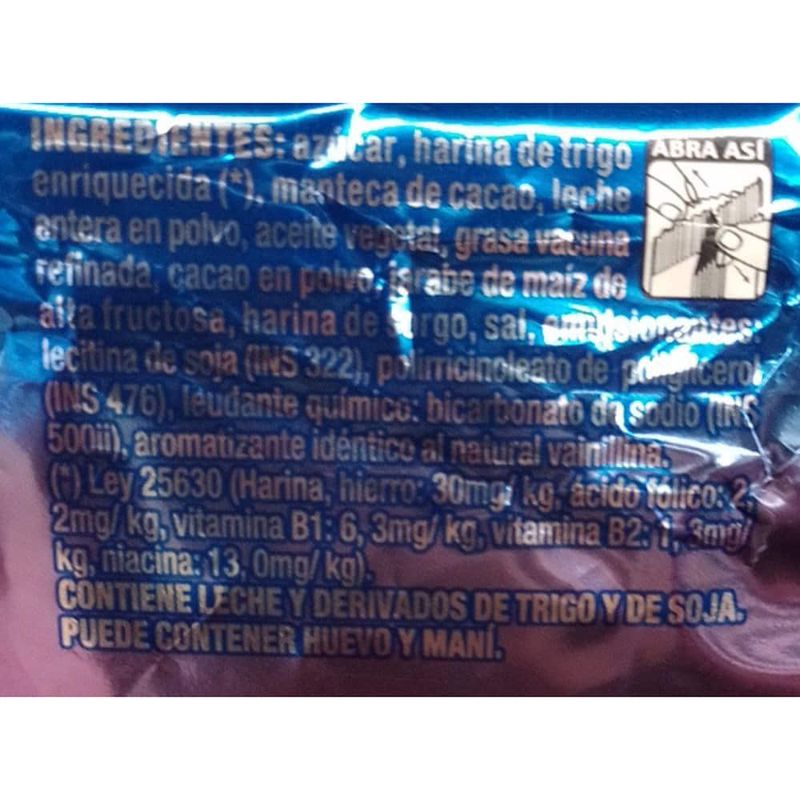 INGREDIENTES: azúcar, harina de trigo
enriquecida (*), manteca de cacao, leche
entera en polvo, aceite vegetal, grasa vacuna
refinada, cacao en polvo, jarabe de maíz de
alta fructosa, harina de sorgo, sal, emulsionantes:
lecitina de soja (INS 322), polirricinoleato de poliglicerol
(INS 476), leudante químico: bicarbonato de sodio (INS
500ii), aromatizante idéntico al natural vainillina.
(*) Ley 25630 (Harina, hierro: 30mg/ kg, ácido fólico: 2,
2mg/ kg, vitamina B1: 6, 3mg/ kg, vitamina B2: 1, 3mg/
kg, niacina: 13, 0mg/ kg).
CONTIENE LECHE Y DERIVADOS DE TRIGO Y DE SOJA.
PUEDE CONTENER HUEVO Y MANÍ.
ABRA ASÍ